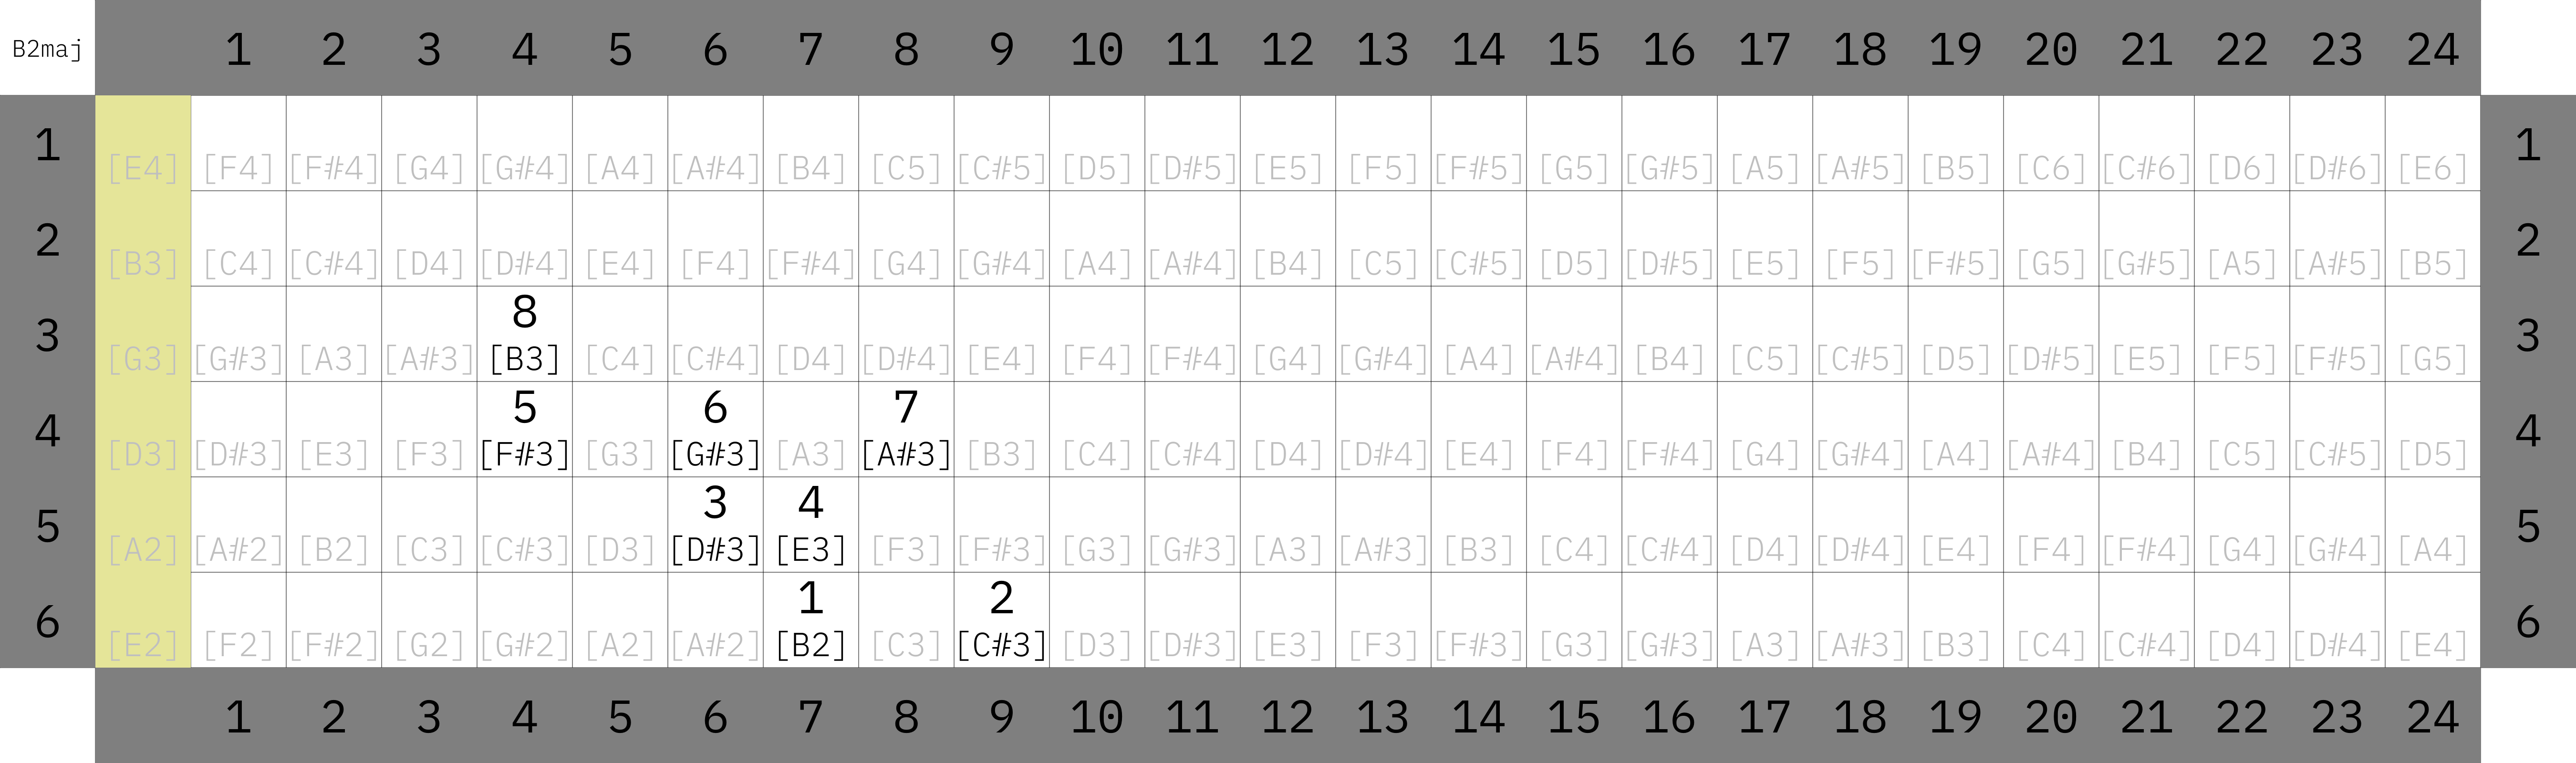 B2maj 1 2 3 4 5 6 7 8 9 10 11 12 13 14 15 16 17 18 19 20 21 22 23 24
1 [E4] [F4] [F#4] [G4] [G#4] [A4] [A#4] [B4] [C5] [C#5] [D5] [D#5] [E5] [F5] [F#5] [G5] [G#5] [A5] [A#5] [B5] [C6] [C#6] [D6] [D#6] [E6] 1
2 [B3] [C4] [C#4] [D4] [D#4] [E4] [F4] [F#4] [G4] [G#4] [A4] [A#4] [B4] [C5] [C#5] [D5] [D#5] [E5] [F5] [F#5] [G5] [G#5] [A5] [A#5] [B5] 2
8
3 [G3] [G#3] [A3] [A#3] [B3] [C4] [C#4] [D4] [D#4] [E4] [F4] [F#4] [G4] [G#4] [A4] [A#4] [B4] [C5] [C#5] [D5] [D#5] [E5] [F5] [F#5] [G5] 3
5 6 7
4 [D3] [D#3] [E3] [F3] [F#3] [G3] [G#3] [A3] [A#3] [B3] [C4] [C#4] [D4] [D#4] [E4] [F4] [F#4] [G4] [G#4] [A4] [A#4] [B4] [C5] [C#5] [D5] 4
3 4
5 [A2] [A#2] [B2] [C3] [C#3] [D3] [D#3] [E3] [F3] [F#3] [G3] [G#3] [A3] [A#3] [B3] [C4] [C#4] [D4] [D#4] [E4] [F4] [F#4] [G4] [G#4] [A4] 5
1 2
6 [E2] [F2] [F#2] [G2] [G#2] [A2] [A#2] [B2] [C3] [C#3] [D3] [D#3] [E3] [F3] [F#3] [G3] [G#3] [A3] [A#3] [B3] [C4] [C#4] [D4] [D#4] [E4] 6
1 2 3 4 5 6 7 8 9 10 11 12 13 14 15 16 17 18 19 20 21 22 23 24